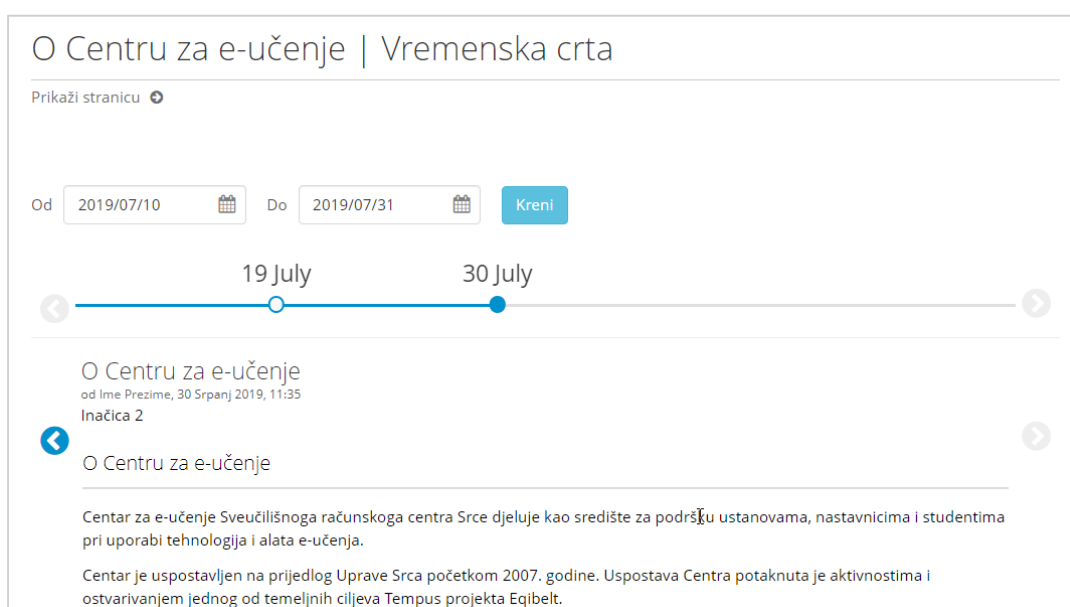 O Centru za e-učenje | Vremenska crta
Prikaži stranicu
Od 2019/07/10 Do 2019/07/31 Kreni
19 July 30 July
O Centru za e-učenje
od Ime Prezime, 30 Srpanj 2019, 11:35
Inačica 2
O Centru za e-učenje
Centar za e-učenje Sveučilišnoga računskoga centra Srce djeluje kao središte za podršku ustanovama, nastavnicima i studentima
pri uporabi tehnologija i alata e-učenja.
Centar je uspostavljen na prijedlog Uprave Srca početkom 2007. godine. Uspostava Centra potaknuta je aktivnostima i
ostvarivanjem jednog od temeljnih ciljeva Tempus projekta Eqibelt.